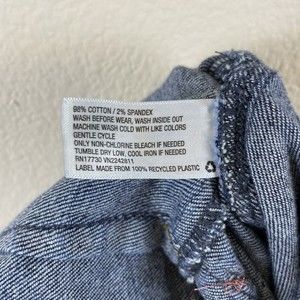 98% COTTON / 2% SPANDEX
WASH BEFORE WEAR, WASH INSIDE OUT
MACHINE WASH COLD WITH LIKE COLORS
GENTLE CYCLE
ONLY NON-CHLORINE BLEACH IF NEEDED
TUMBLE DRY LOW, COOL IRON IF NEEDED
RN17730 VN2242811
LABEL MADE FROM 100% RECYCLED PLASTIC